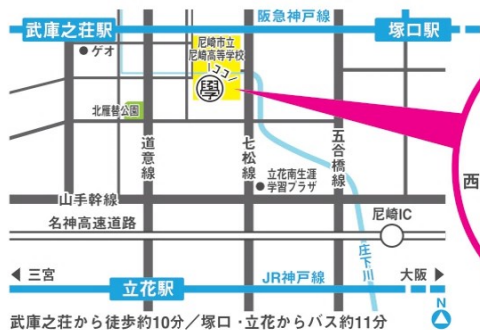 阪急神戸線
武庫之荘駅
塚口駅
尼崎市立
尼崎高等学校
ココ!
ゲオ
北雁替公園
道意線
七松線
五合橋線
西
立花南生涯
学習プラザ
山手幹線
名神高速道路
尼崎IC
庄下川
三宮
立花駅
JR神戸線
大阪
N
武庫之荘から徒歩約10分/塚口・立花からバス約11分